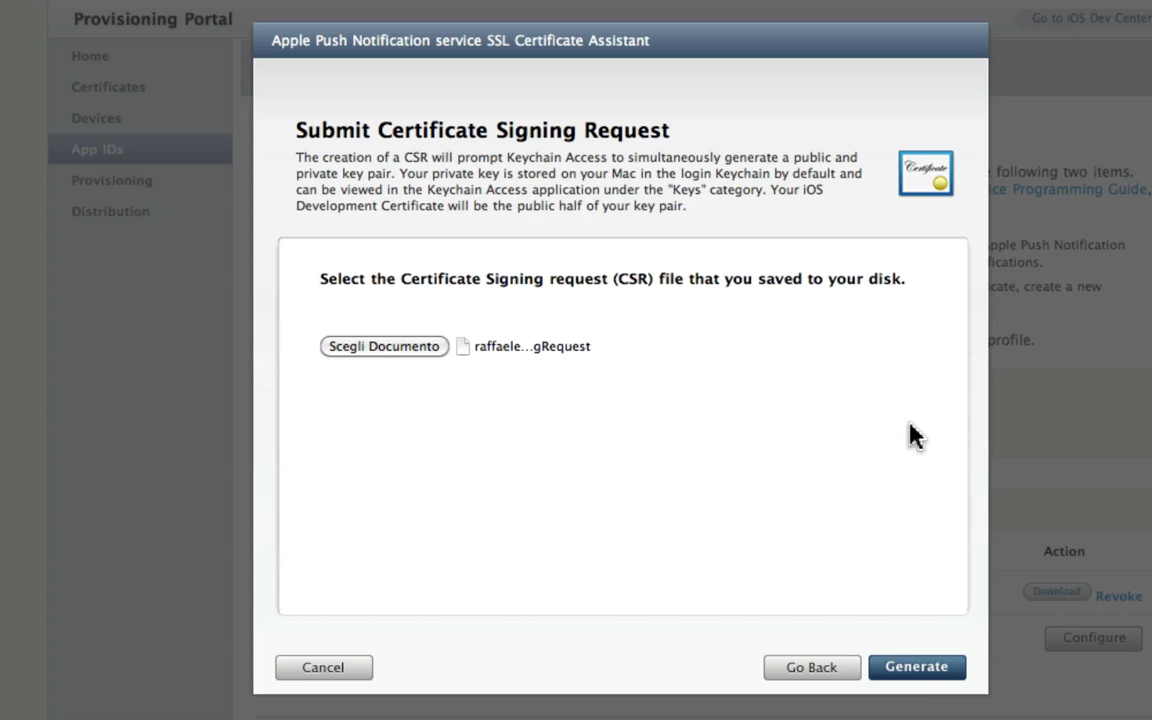 Provisioning Portal
Go to iOS Dev Center
Apple Push Notification service SSL Certificate Assistant
Home
Certificates
Devices
App IDs
Provisioning
Distribution
Submit Certificate Signing Request
The creation of a CSR will prompt Keychain Access to simultaneously generate a public and
private key pair. Your private key is stored on your Mac in the login Keychain by default and
can be viewed in the Keychain Access application under the "Keys" category. Your iOS
Development Certificate will be the public half of your key pair.
Certificate
following two items.
ice Programming Guide,
Apple Push Notification
fications.
icate, create a new
profile.
Select the Certificate Signing request (CSR) file that you saved to your disk.
Scegli Documento raffaele...gRequest
Action
Download Revoke
Configure
Cancel
Go Back
Generate